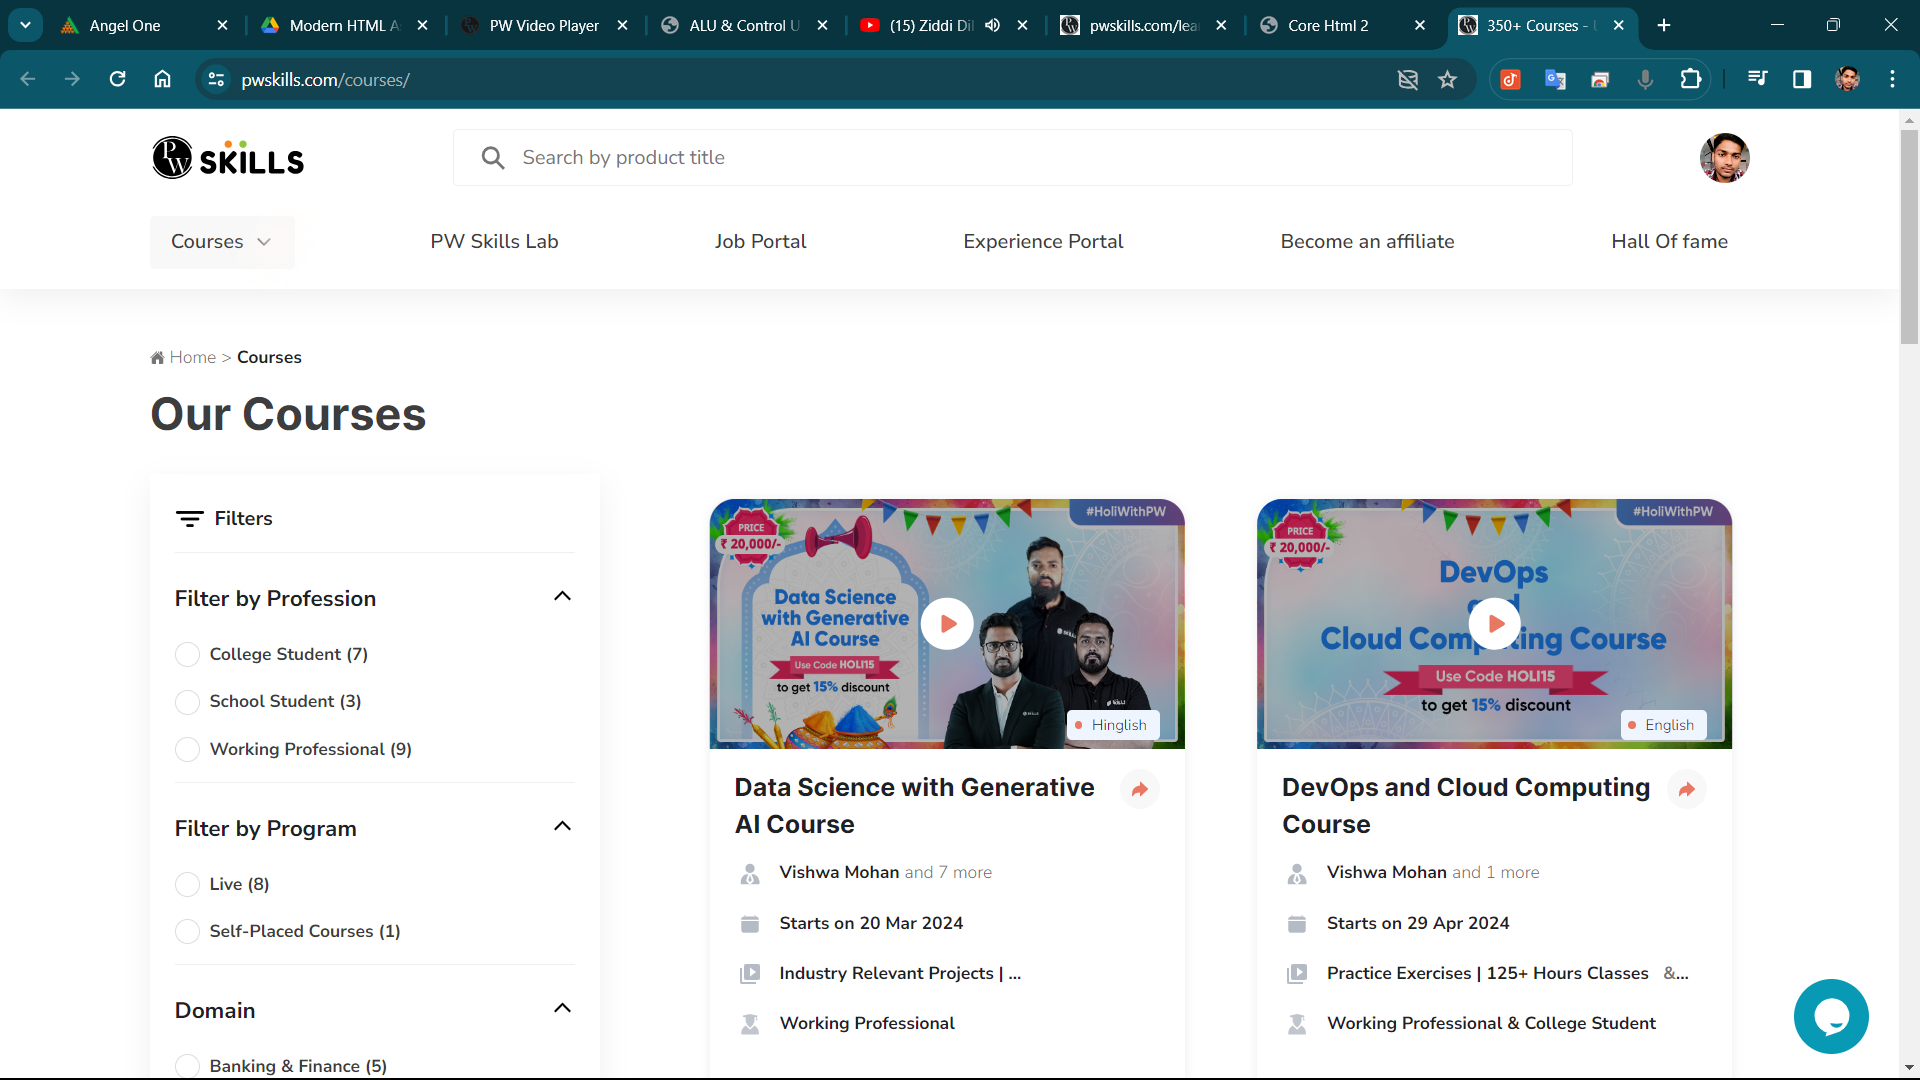 Angel One
Modern HTML A
PW Video Player
ALU & Control U
(15) Ziddi Dil
pwskills.com/lea
Core Html 2
350+ Courses -
pwskills.com/courses/
PW SKILLS
Search by product title
Courses
PW Skills Lab
Job Portal
Experience Portal
Become an affiliate
Hall Of fame
Home > Courses
Our Courses
Filters
Filter by Profession
College Student (7)
School Student (3)
Working Professional (9)
Filter by Program
Live (8)
Self-Placed Courses (1)
Domain
Banking & Finance (5)
#HoliWithPW
PRICE
₹ 20,000/-
Data Science
with Generative
AI Course
Use Code HOLI15
to get 15% discount
Hinglish
Data Science with Generative
AI Course
Vishwa Mohan and 7 more
Starts on 20 Mar 2024
Industry Relevant Projects | ...
Working Professional
#HoliWithPW
PRICE
₹ 20,000/-
DevOps
and
Cloud Computing Course
Use Code HOLI15
to get 15% discount
English
DevOps and Cloud Computing
Course
Vishwa Mohan and 1 more
Starts on 29 Apr 2024
Practice Exercises | 125+ Hours Classes &...
Working Professional & College Student